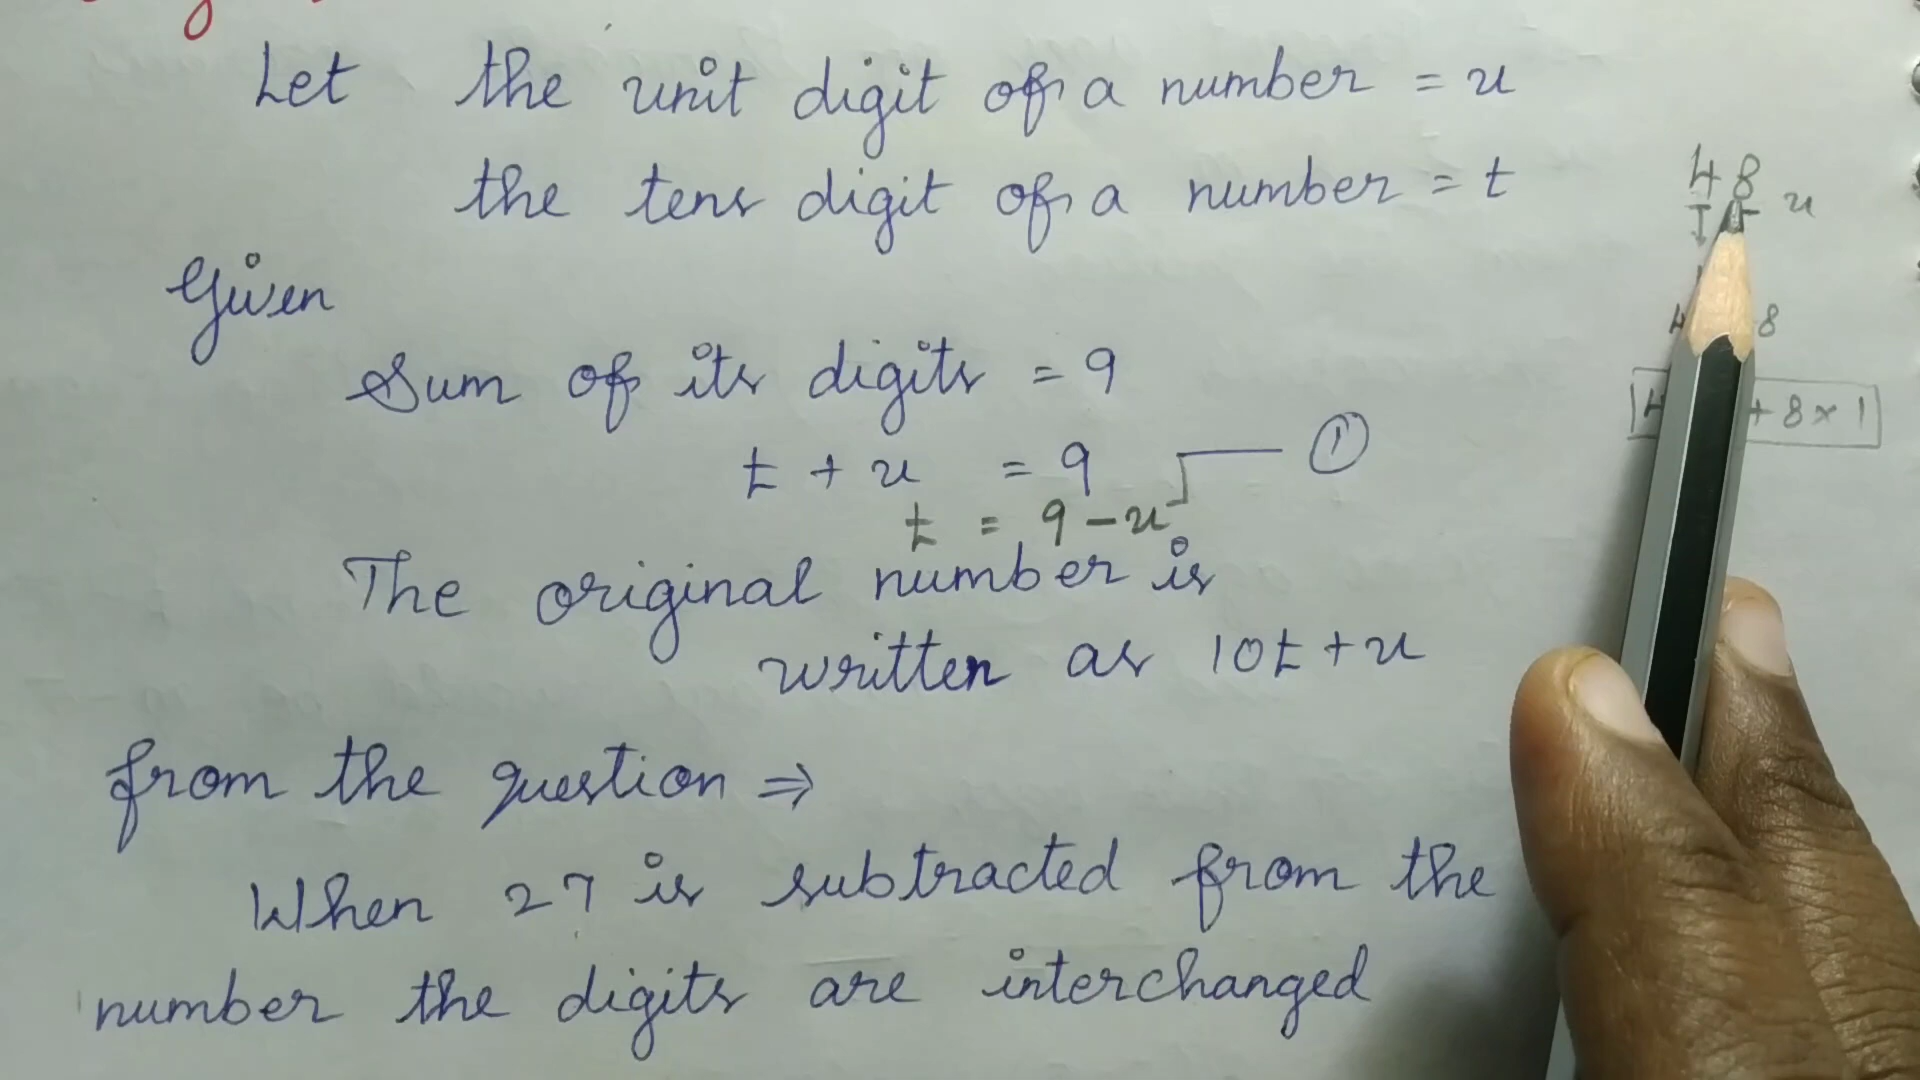 Let the unit digit of a number = u
the tens digit of a number = t
Given
Sum of its digits = 9
t + u = 9 ①
t = 9 - u
The original number is
written as 10t + u
from the question ⇒
When 27 is subtracted from the
number the digits are interchanged
48
u
8
+ 8 × 1